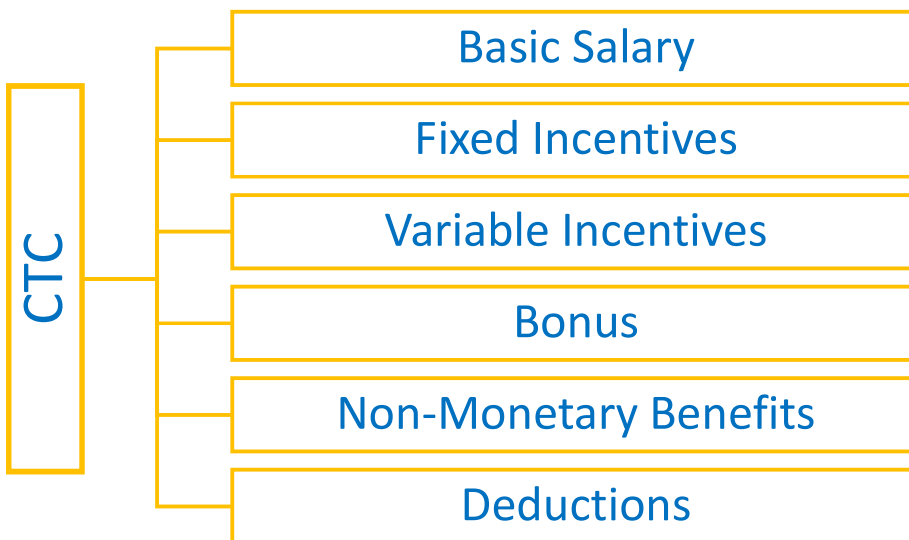 CTC
Basic Salary
Fixed Incentives
Variable Incentives
Bonus
Non-Monetary Benefits
Deductions